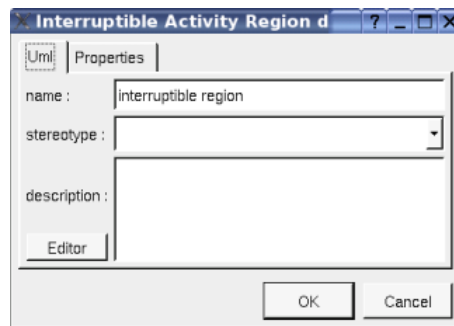 Interruptible Activity Region d ?
Uml Properties
name : interruptible region
stereotype :
description :
Editor
OK Cancel